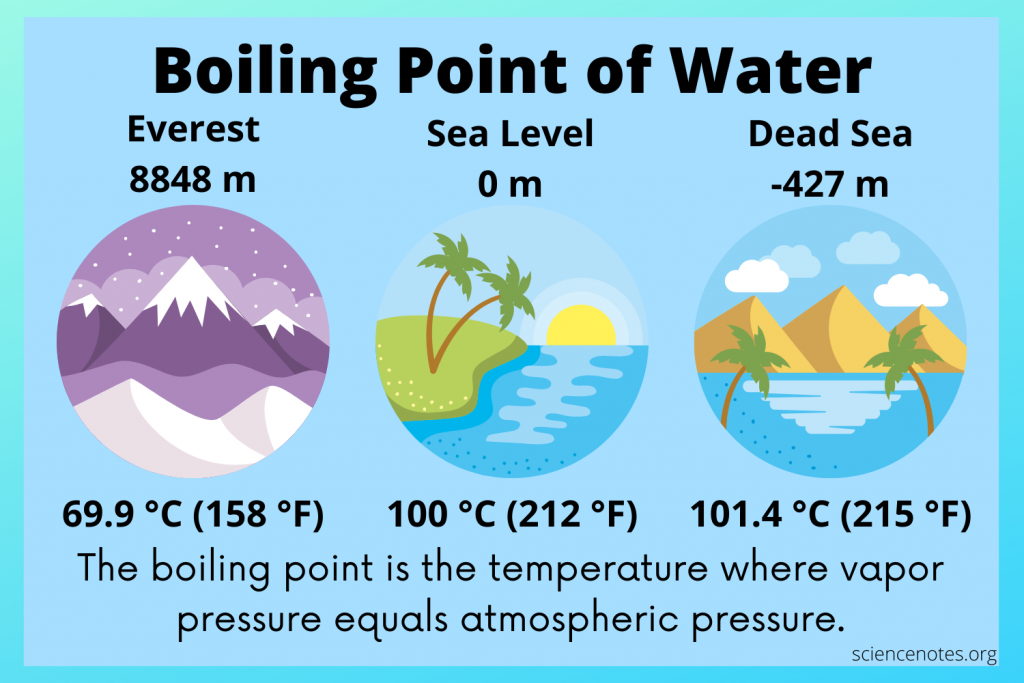 Boiling Point of Water
Everest
8848 m
Sea Level
0 m
Dead Sea
-427 m
69.9 °C (158 °F)
100 °C (212 °F)
101.4 °C (215 °F)
The boiling point is the temperature where vapor
pressure equals atmospheric pressure.
sciencenotes.org